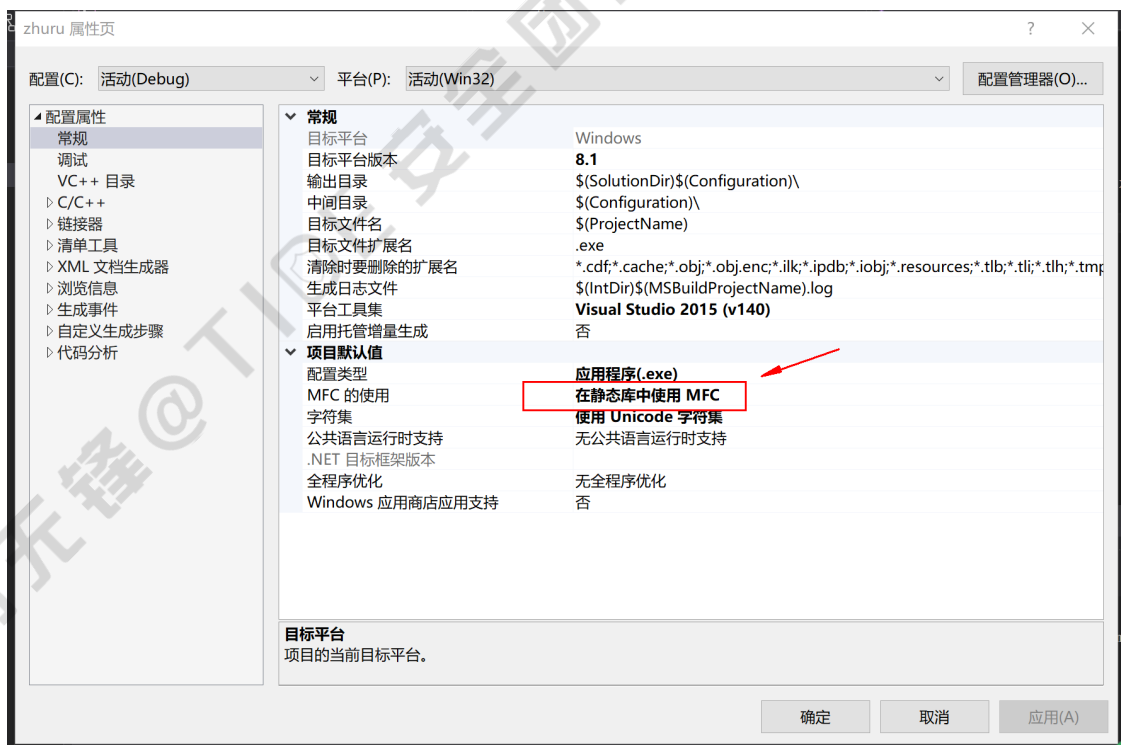 zhuru 属性页
配置(C): 活动(Debug) 平台(P): 活动(Win32) 配置管理器(O)...
配置属性
常规
调试
VC++ 目录
C/C++
链接器
清单工具
XML 文档生成器
浏览信息
生成事件
自定义生成步骤
代码分析
常规
目标平台 Windows
目标平台版本 8.1
输出目录 $(SolutionDir)$(Configuration)\
中间目录 $(Configuration)\
目标文件名 $(ProjectName)
目标文件扩展名 .exe
清除时要删除的扩展名 *.cdf;*.cache;*.obj;*.obj.enc;*.ilk;*.ipdb;*.iobj;*.resources;*.tlb;*.tli;*.tlh;*.tmp
生成日志文件 $(IntDir)$(MSBuildProjectName).log
平台工具集 Visual Studio 2015 (v140)
启用托管增量生成 否
项目默认值
配置类型 应用程序(.exe)
MFC 的使用 在静态库中使用 MFC
字符集 使用 Unicode 字符集
公共语言运行时支持 无公共语言运行时支持
.NET 目标框架版本
全程序优化 无全程序优化
Windows 应用商店应用支持 否
目标平台
项目的当前目标平台。
确定 取消 应用(A)
无锋@TIDE安全团